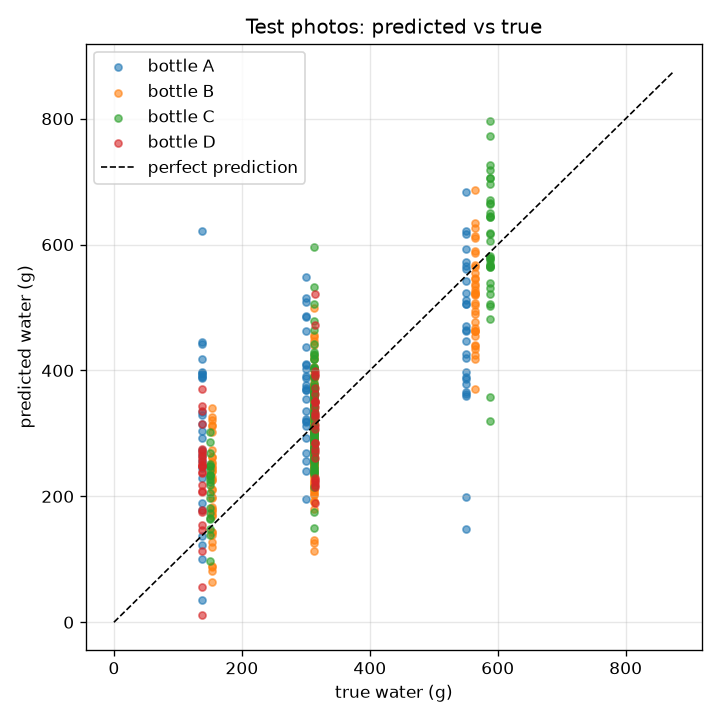 Test photos: predicted vs true
bottle A
bottle B
bottle C
bottle D
perfect prediction
predicted water (g)
800
600
400
200
0
0 200 400 600 800
true water (g)